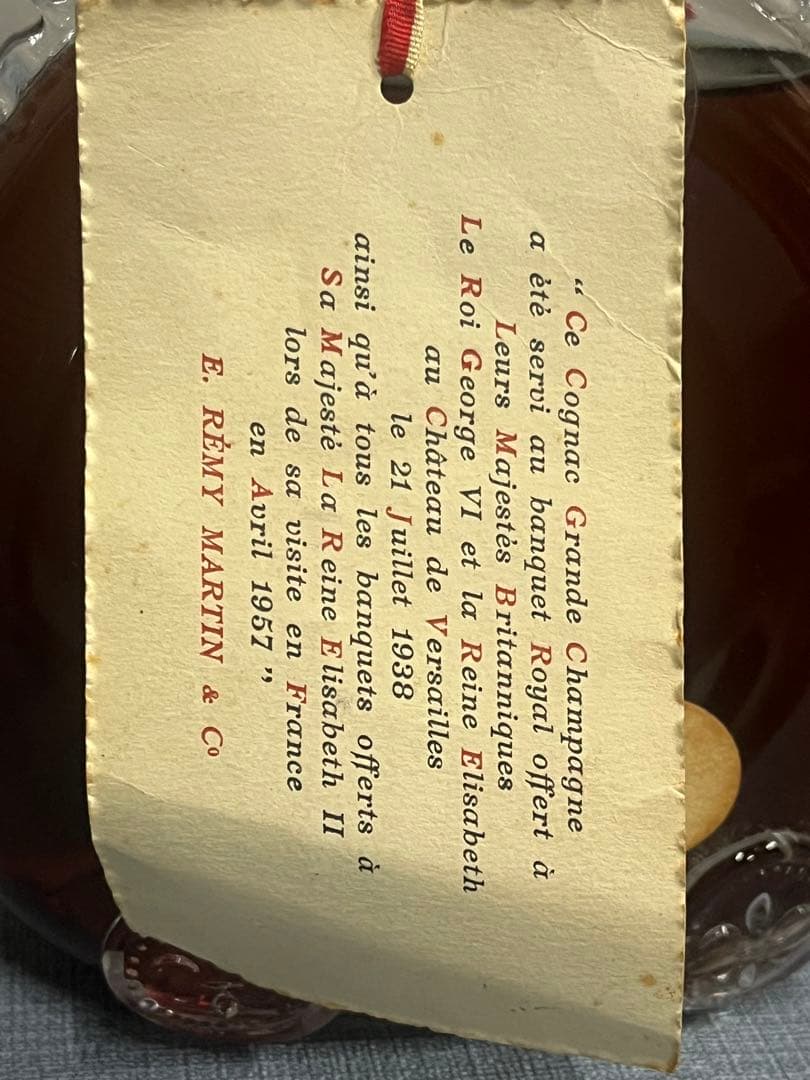 “ Ce Cognac Grande Champagne
a été servi au banquet Royal offert à
Leurs Majestés Britanniques
Le Roi George VI et la Reine Elisabeth
au Château de Versailles
le 21 Juillet 1938
ainsi qu'à tous les banquets offerts à
Sa Majesté La Reine Elisabeth II
lors de sa visite en France
en Avril 1957 ”
E. RÉMY MARTIN & Cº